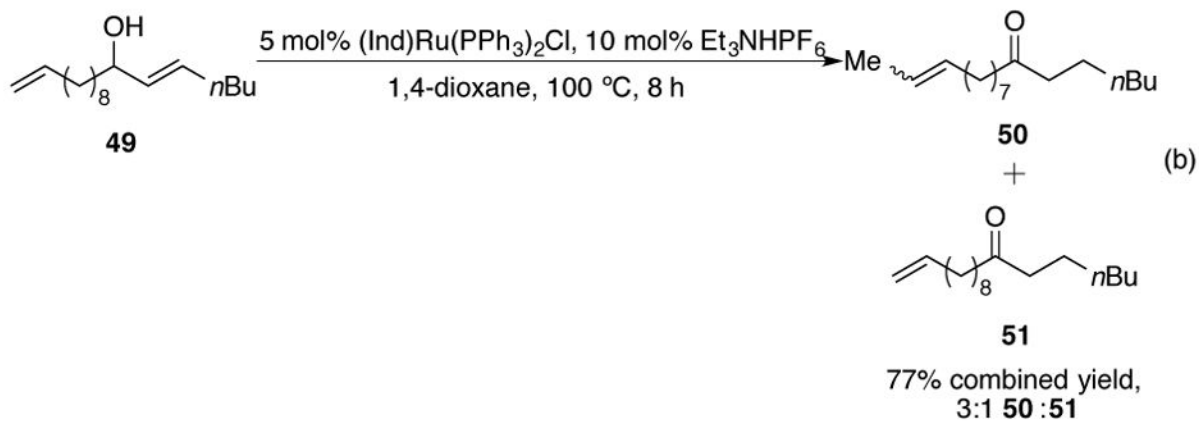 OH
8
nBu
49
5 mol% (Ind)Ru(PPh₃)₂Cl, 10 mol% Et₃NHPF₆
1,4-dioxane, 100 ºC, 8 h
O
Me
7
nBu
50
+
(b)
O
8
nBu
51
77% combined yield,
3:1 50 :51